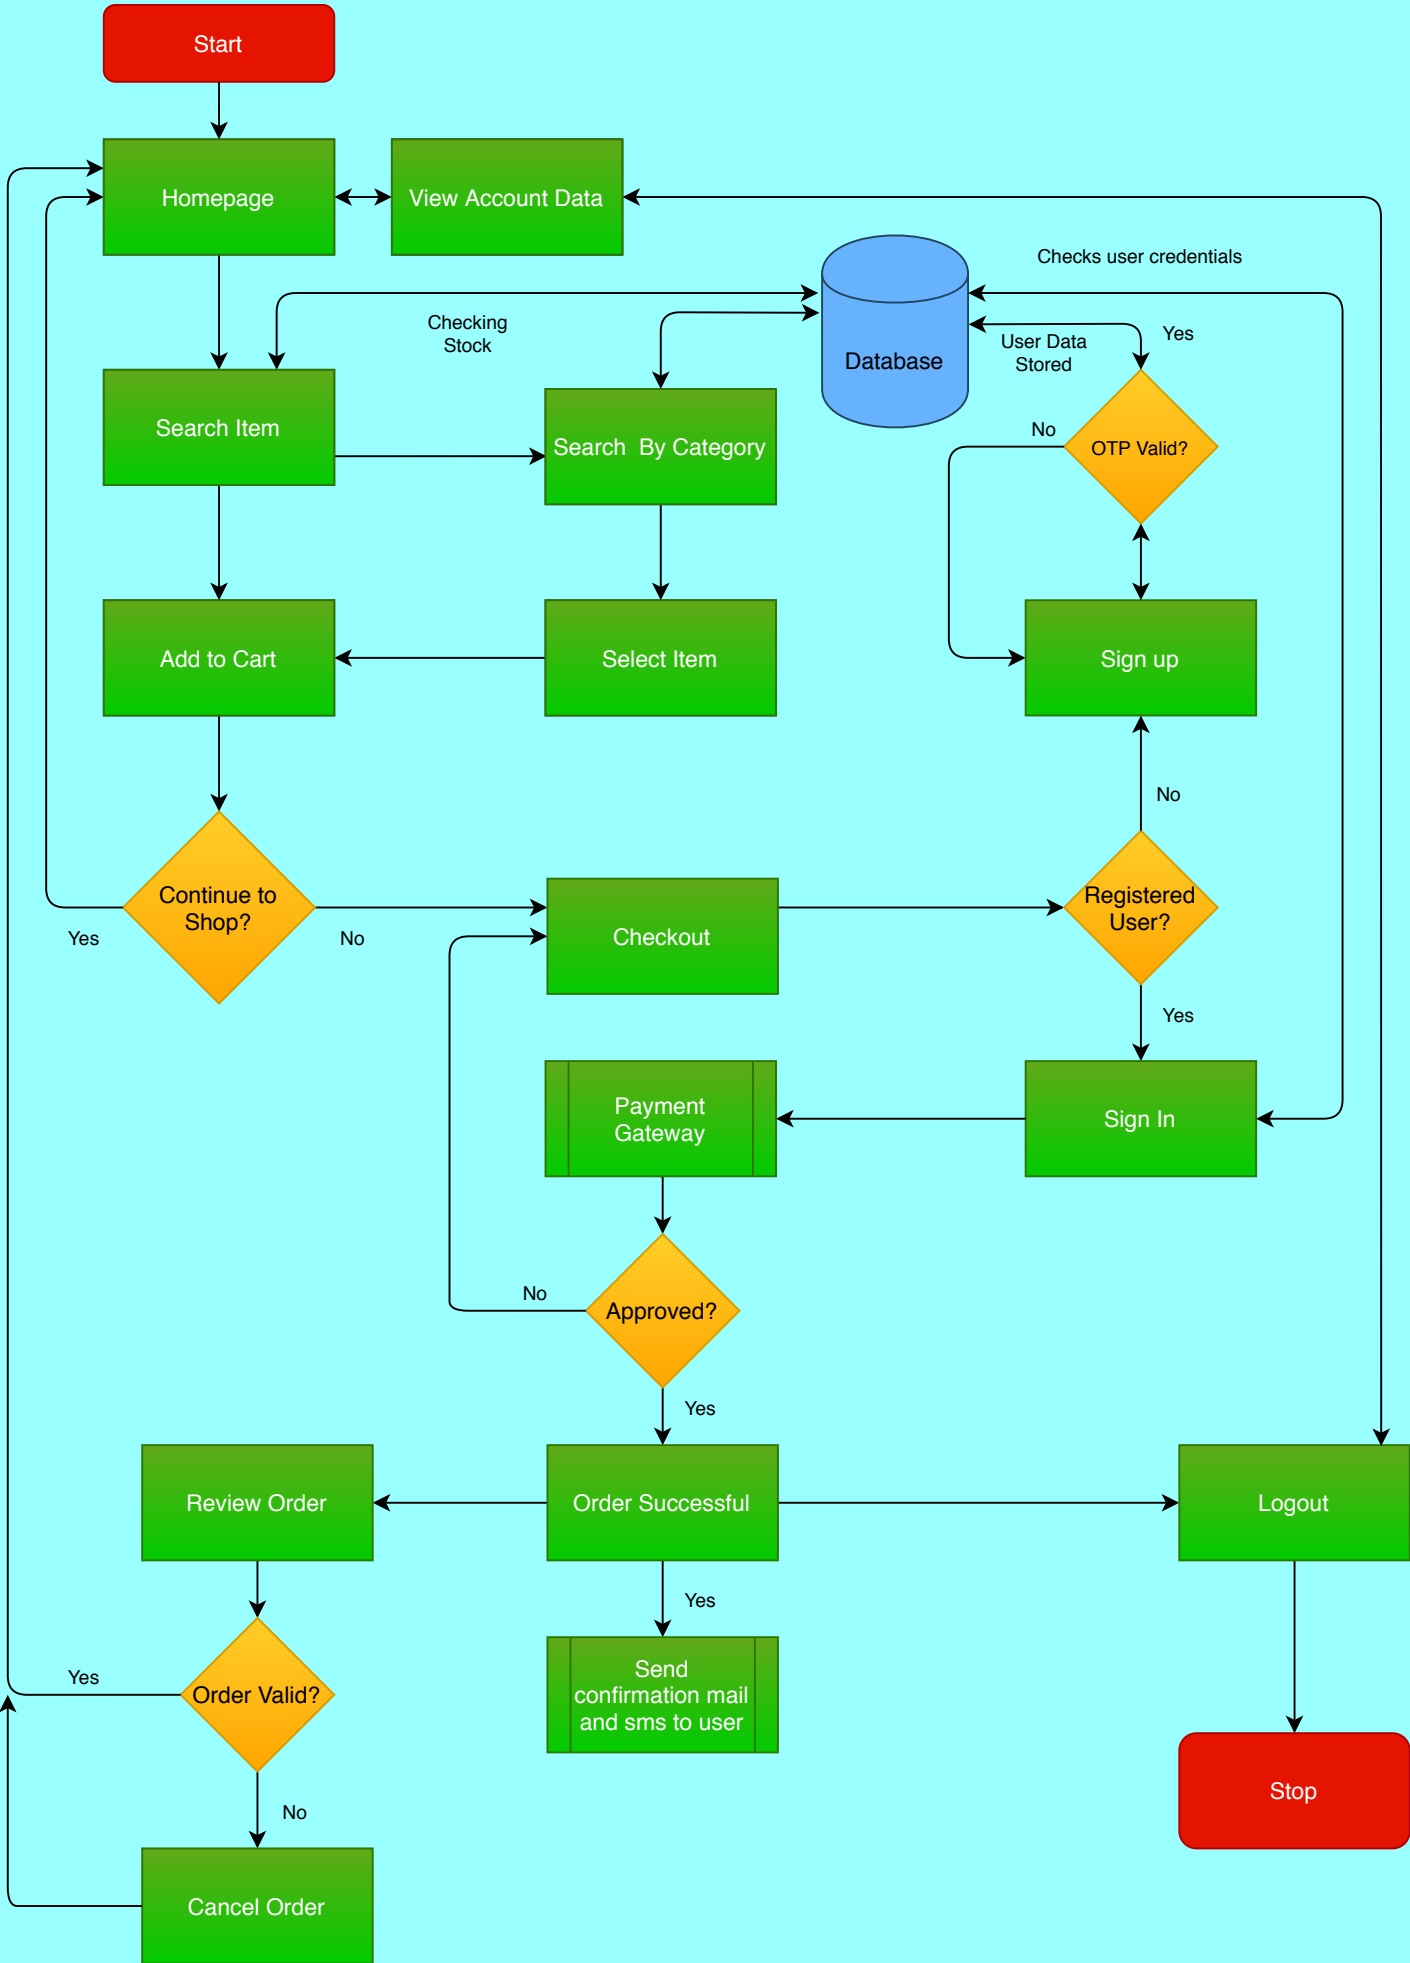 Start
Homepage
View Account Data
Checks user credentials
Checking
Stock
User Data
Stored
Yes
Database
Search Item
Search  By Category
No
OTP Valid?
Add to Cart
Select Item
Sign up
No
Continue to
Shop?
Yes
No
Checkout
Registered
User?
Yes
Payment
Gateway
Sign In
No
Approved?
Yes
Review Order
Order Successful
Logout
Yes
Yes
Order Valid?
Send
confirmation mail
and sms to user
No
Stop
Cancel Order